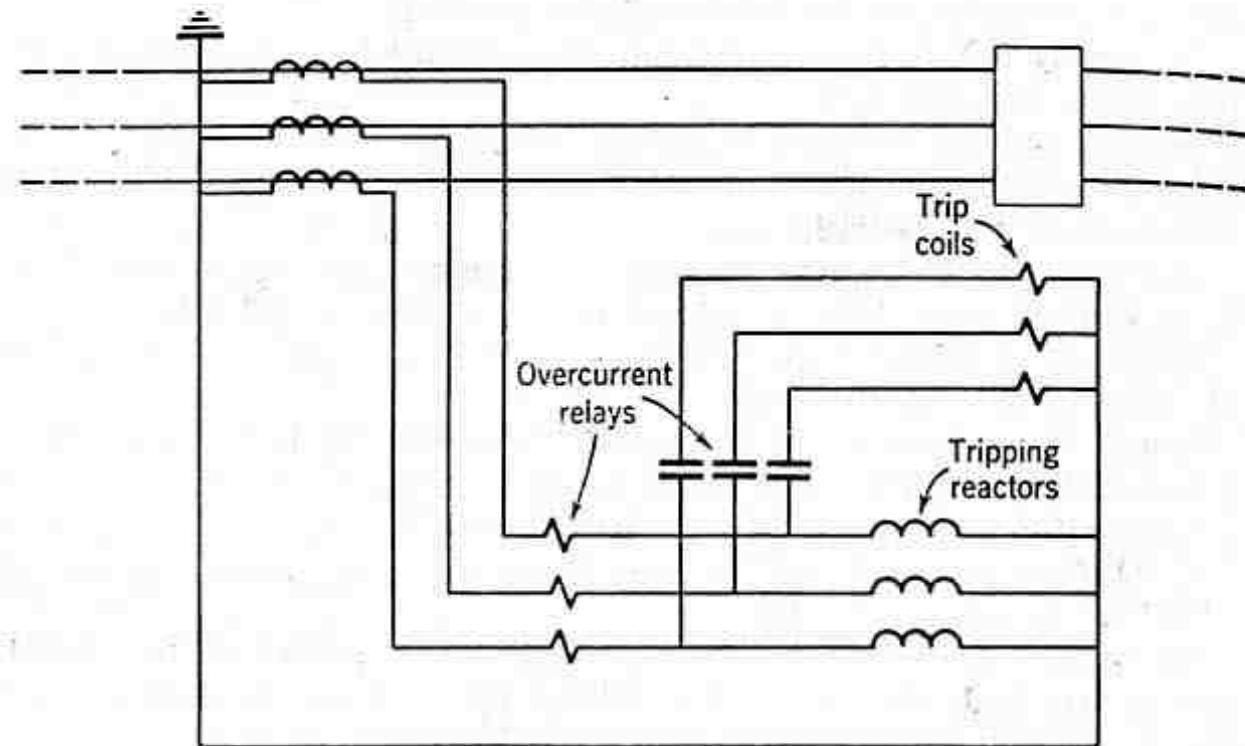 Trip
coils
Overcurrent
relays
Tripping
reactors